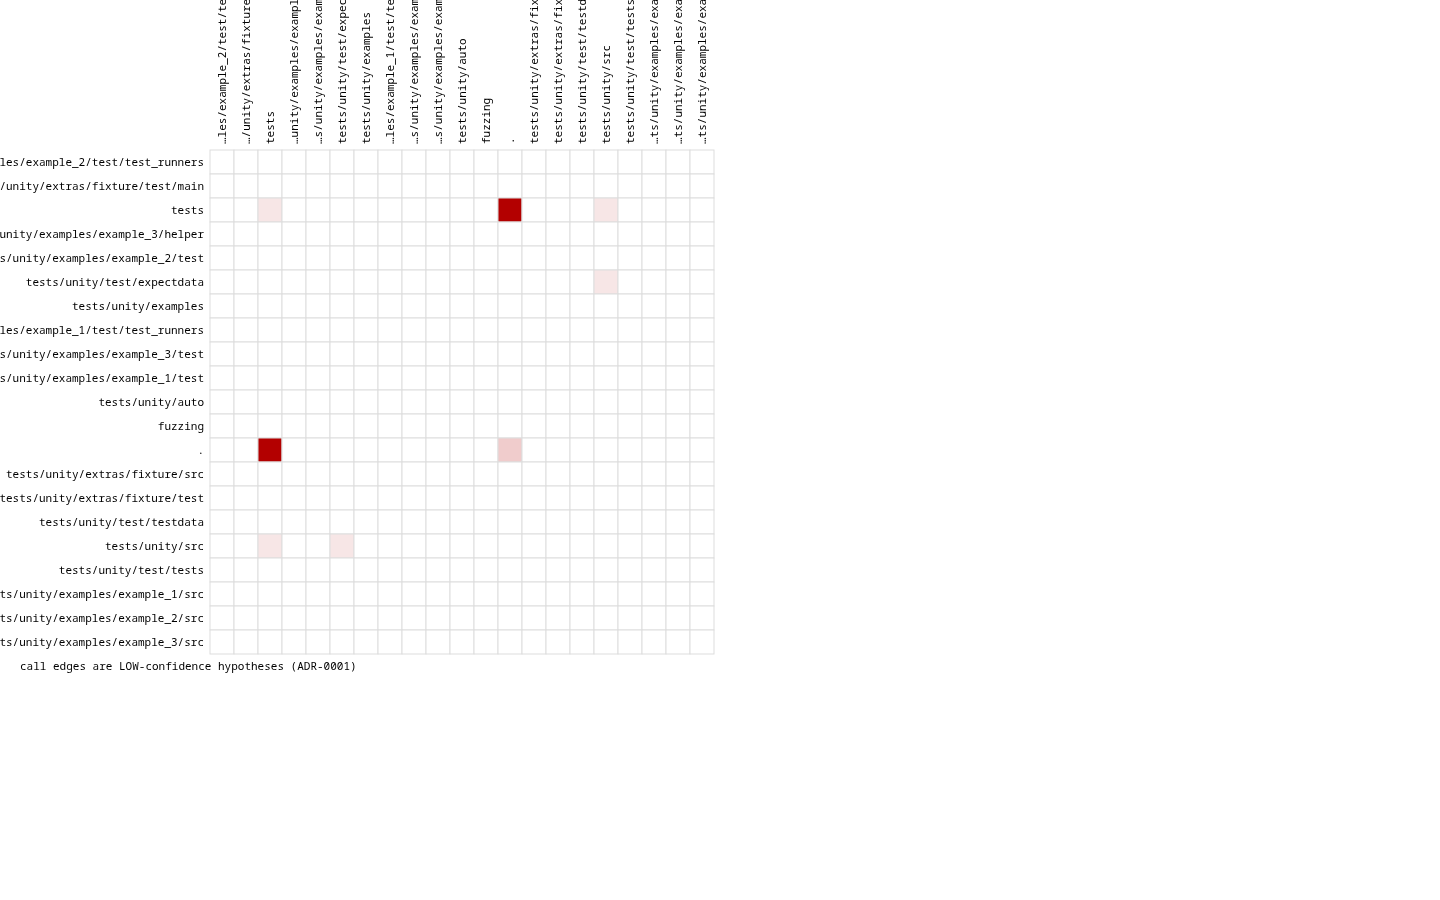 …les/example_2/test/te
…/unity/extras/fixture
tests
…unity/examples/exampl
…s/unity/examples/exam
tests/unity/test/expec
tests/unity/examples
…les/example_1/test/te
…s/unity/examples/exam
…s/unity/examples/exam
tests/unity/auto
fuzzing
.
tests/unity/extras/fix
tests/unity/extras/fix
tests/unity/test/testd
tests/unity/src
tests/unity/test/tests
…ts/unity/examples/exa
…ts/unity/examples/exa
…ts/unity/examples/exa
les/example_2/test/test_runners
/unity/extras/fixture/test/main
tests
unity/examples/example_3/helper
s/unity/examples/example_2/test
tests/unity/test/expectdata
tests/unity/examples
les/example_1/test/test_runners
s/unity/examples/example_3/test
s/unity/examples/example_1/test
tests/unity/auto
fuzzing
.
tests/unity/extras/fixture/src
tests/unity/extras/fixture/test
tests/unity/test/testdata
tests/unity/src
tests/unity/test/tests
ts/unity/examples/example_1/src
ts/unity/examples/example_2/src
ts/unity/examples/example_3/src
call edges are LOW-confidence hypotheses (ADR-0001)